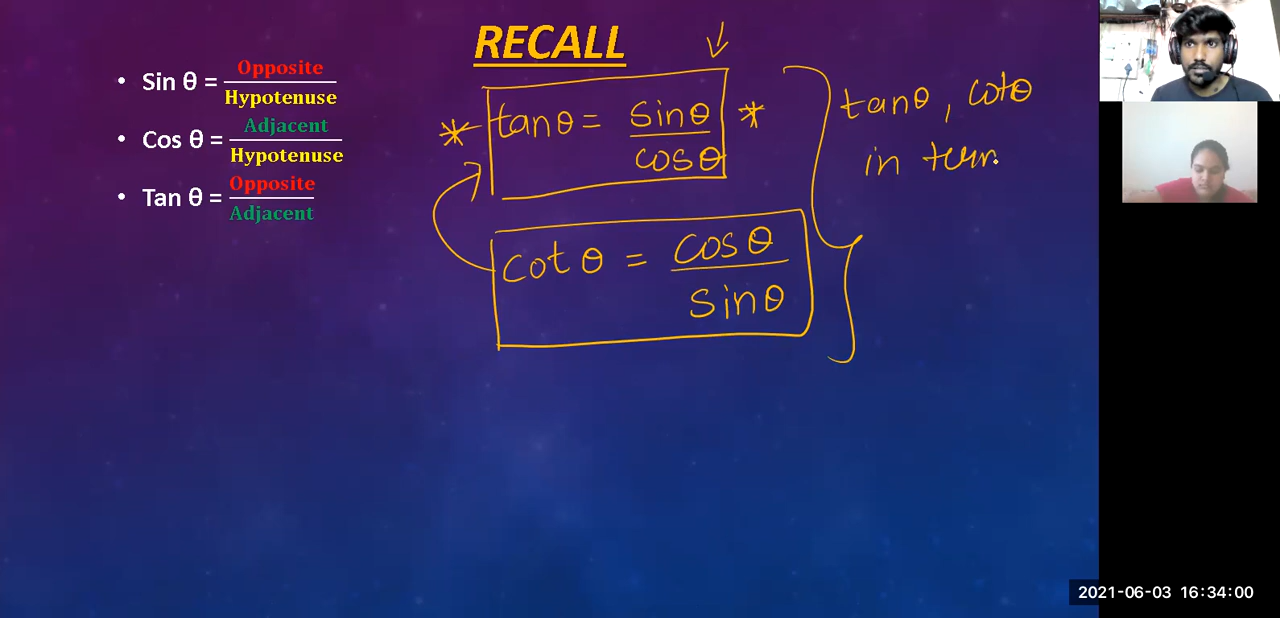 RECALL
• Sin θ = Opposite / Hypotenuse
• Cos θ = Adjacent / Hypotenuse
• Tan θ = Opposite / Adjacent
* tanθ = sinθ / cosθ *
cot θ = cosθ / sinθ
tanθ, cotθ
in term
2021-06-03 16:34:00